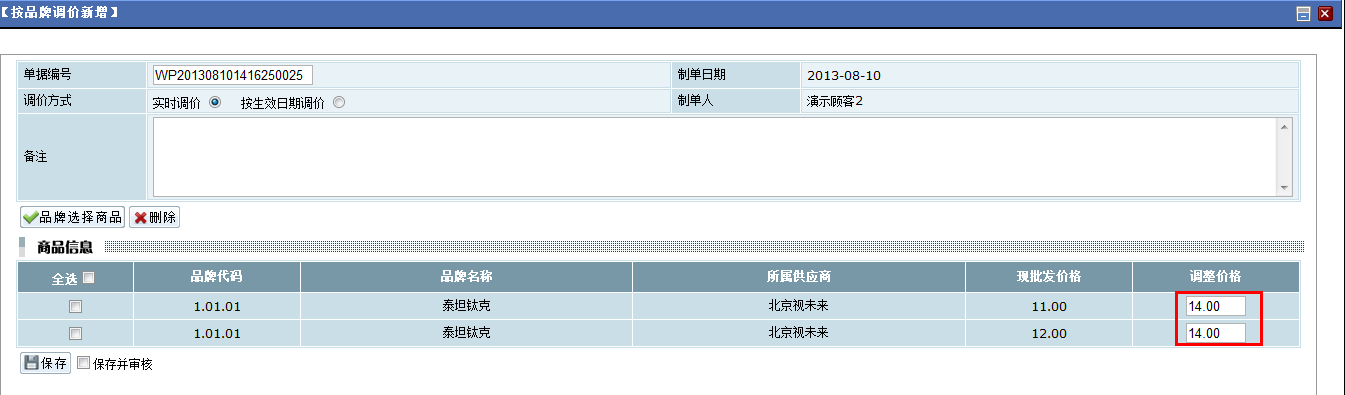 【按品牌调价新增】
单据编号 WP201308101416250025 制单日期 2013-08-10
调价方式 实时调价 按生效日期调价 制单人 演示顾客2
备注
品牌选择商品 删除
商品信息
全选 品牌代码 品牌名称 所属供应商 现批发价格 调整价格
1.01.01 泰坦钛克 北京视未来 11.00 14.00
1.01.01 泰坦钛克 北京视未来 12.00 14.00
保存 保存并审核